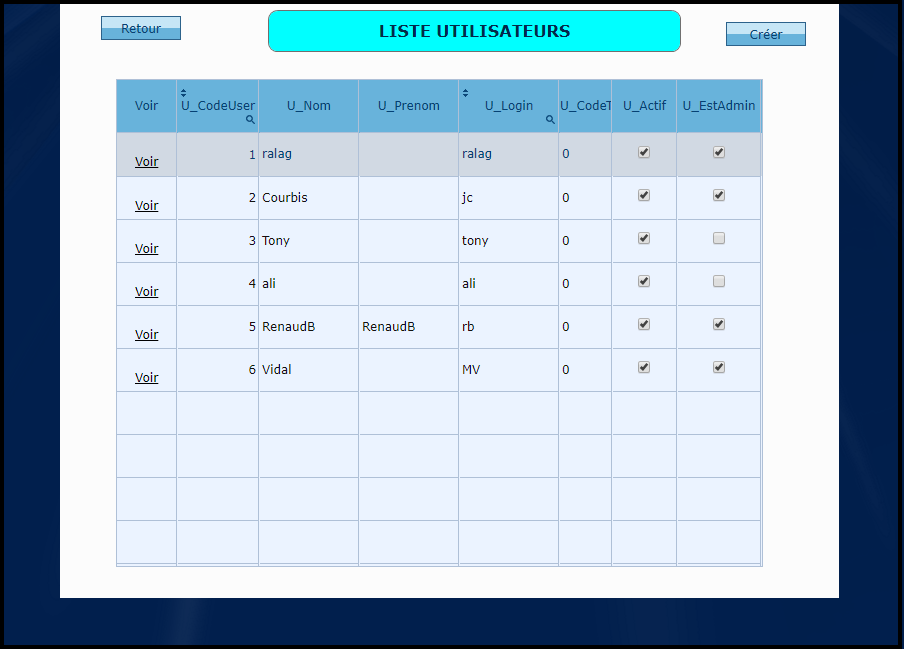 Retour LISTE UTILISATEURS Créer
Voir U_CodeUser U_Nom U_Prenom U_Login U_CodeT U_Actif U_EstAdmin
Voir 1 ralag ralag 0
Voir 2 Courbis jc 0
Voir 3 Tony tony 0
Voir 4 ali ali 0
Voir 5 RenaudB RenaudB rb 0
Voir 6 Vidal MV 0